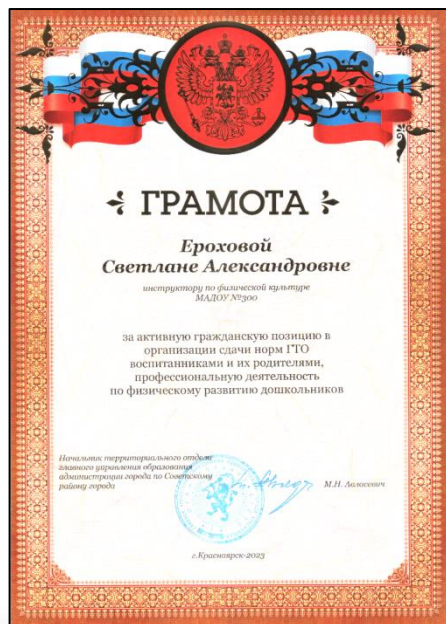 ГРАМОТА
Ероховой
Светлане Александровне
инструктору по физической культуре
МАДОУ №300
за активную гражданскую позицию в
организации сдачи норм ГТО
воспитанниками и их родителями,
профессиональную деятельность
по физическому развитию дошкольников
Начальник территориального отдела
главного управления образования
администрации города по Советскому
району города
М.Н. Авласевич
г.Красноярск-2023